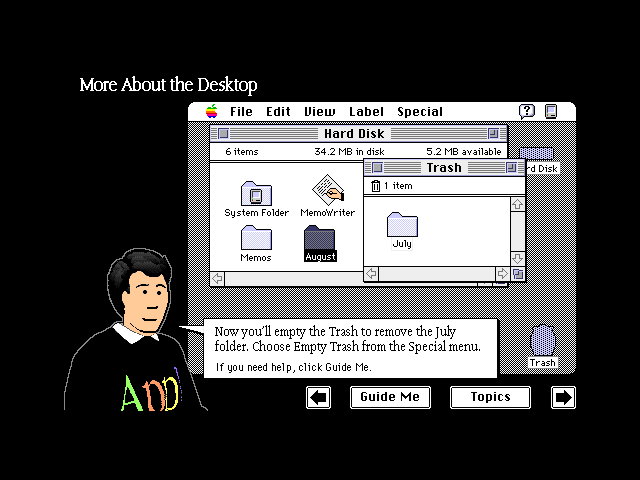 More About the Desktop
File Edit View Label Special
Hard Disk
6 items 34.2 MB in disk 5.2 MB available
Trash
rd Disk
1 item
System Folder MemoWriter
July
Memos August
Now you'll empty the Trash to remove the July
folder. Choose Empty Trash from the Special menu.
If you need help, click Guide Me.
Trash
Appl
Guide Me Topics